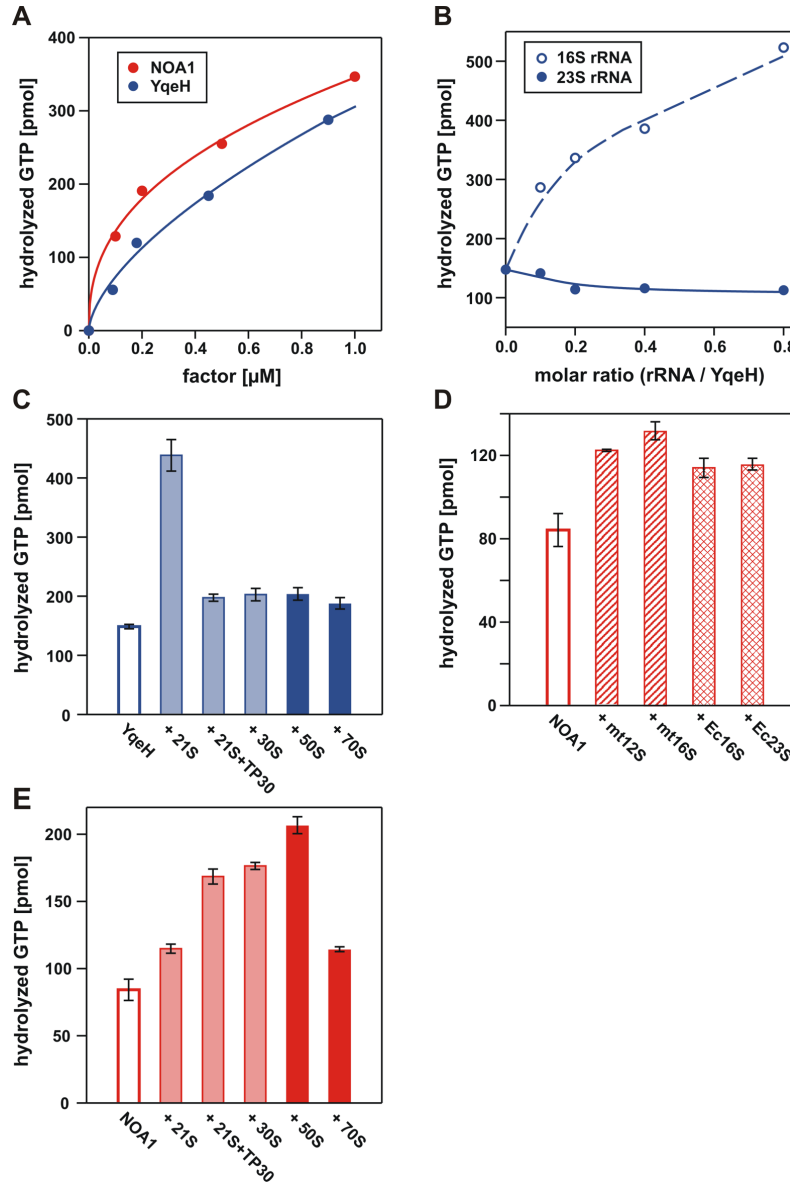 A
NOA1
YqeH
hydrolyzed GTP [pmol]
400
300
200
100
0
0.0 0.2 0.4 0.6 0.8 1.0
factor [µM]
B
16S rRNA
23S rRNA
hydrolyzed GTP [pmol]
500
400
300
200
100
0.0 0.2 0.4 0.6 0.8
molar ratio (rRNA / YqeH)
C
hydrolyzed GTP [pmol]
500
400
300
200
100
0
YqeH + 21S + 21S+TP30 + 30S + 50S + 70S
D
hydrolyzed GTP [pmol]
120
80
40
0
NOA1 + mt12S + mt16S + Ec16S + Ec23S
E
hydrolyzed GTP [pmol]
200
150
100
50
0
NOA1 + 21S + 21S+TP30 + 30S + 50S + 70S